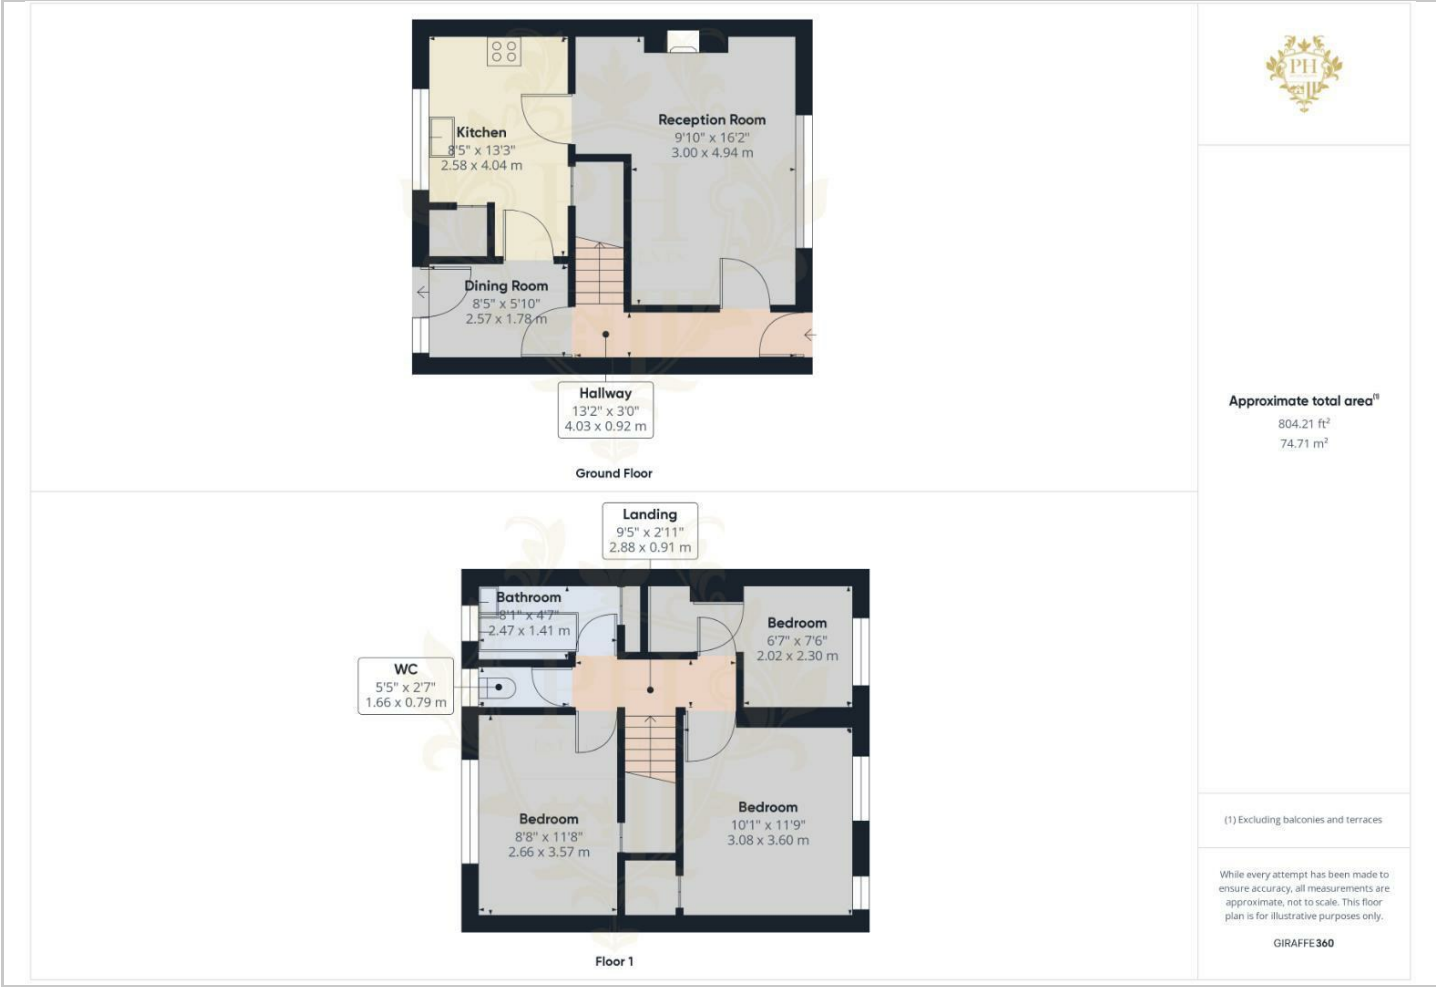 PH
Kitchen
8'5" x 13'3"
2.58 x 4.04 m
Reception Room
9'10" x 16'2"
3.00 x 4.94 m
Dining Room
8'5" x 5'10"
2.57 x 1.78 m
Hallway
13'2" x 3'0"
4.03 x 0.92 m
Ground Floor
Landing
9'5" x 2'11"
2.88 x 0.91 m
Bathroom
8'1" x 4'7"
2.47 x 1.41 m
Bedroom
6'7" x 7'6"
2.02 x 2.30 m
WC
5'5" x 2'7"
1.66 x 0.79 m
Bedroom
8'8" x 11'8"
2.66 x 3.57 m
Bedroom
10'1" x 11'9"
3.08 x 3.60 m
Floor 1
PH
Approximate total area⁽¹⁾
804.21 ft²
74.71 m²
(1) Excluding balconies and terraces
While every attempt has been made to
ensure accuracy, all measurements are
approximate, not to scale. This floor
plan is for illustrative purposes only.
GIRAFFE360